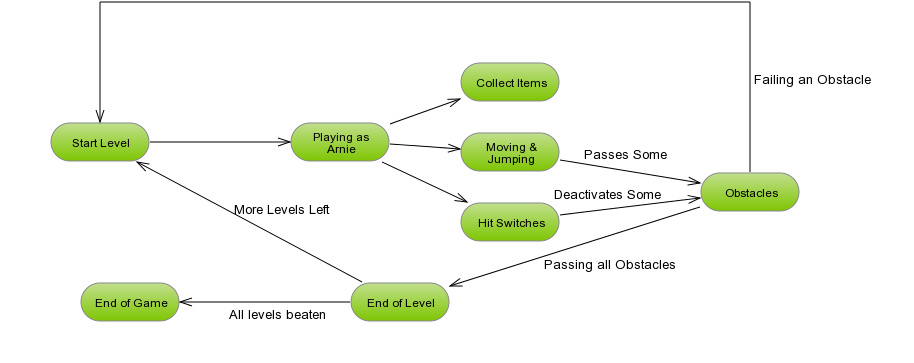 Failing an Obstacle
Collect Items
Start Level
Playing as
Arnie
Moving &
Jumping
Passes Some
Deactivates Some
Obstacles
More Levels Left
Hit Switches
Passing all Obstacles
End of Game
End of Level
All levels beaten